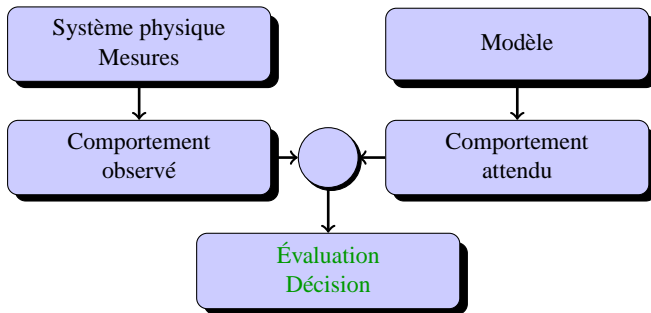 Système physique
Mesures
Modèle
Comportement
observé
Comportement
attendu
Évaluation
Décision